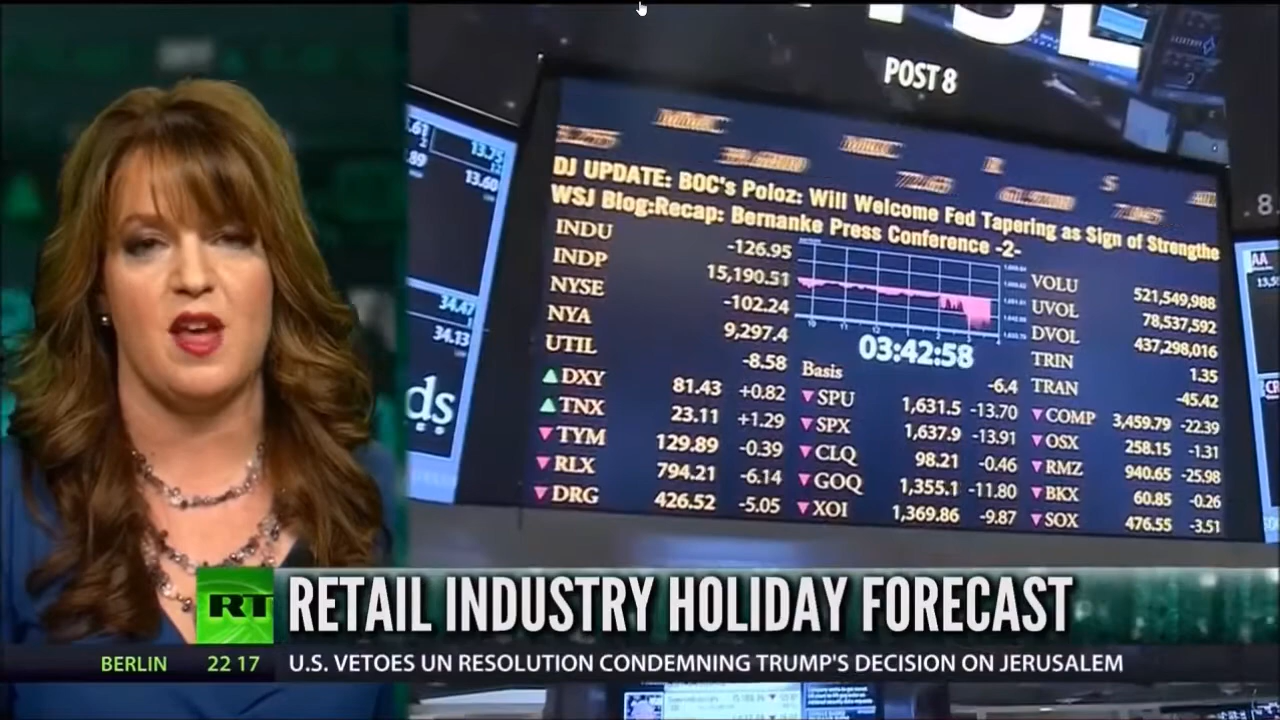 POST 8
.61
13.75
.89
13.60
34.47
34.13
ds
DJ UPDATE: BOC's Poloz: Will Welcome Fed Tapering as Sign of Strengthe
WSJ Blog:Recap: Bernanke Press Conference -2-
INDU -126.95
INDP 15,190.51
NYSE -102.24
NYA 9,297.4
UTIL -8.58
VOLU 521,549,988
UVOL 78,537,592
DVOL 437,298,016
TRIN 1.35
TRAN -45.42
03:42:58
Basis -6.4
▲DXY 81.43 +0.82
▲TNX 23.11 +1.29
▼TYM 129.89 -0.39
▼RLX 794.21 -6.14
▼DRG 426.52 -5.05
▼SPU 1,631.5 -13.70
▼SPX 1,637.9 -13.91
▼CLQ 98.21 -0.46
▼GOQ 1,355.1 -11.80
▼XOI 1,369.86 -9.87
▼COMP 3,459.79 -22.39
▼OSX 258.15 -1.31
▼RMZ 940.65 -25.98
▼BKX 60.85 -0.26
▼SOX 476.55 -3.51
.8
AA
RT RETAIL INDUSTRY HOLIDAY FORECAST
BERLIN 22 17 U.S. VETOES UN RESOLUTION CONDEMNING TRUMP'S DECISION ON JERUSALEM